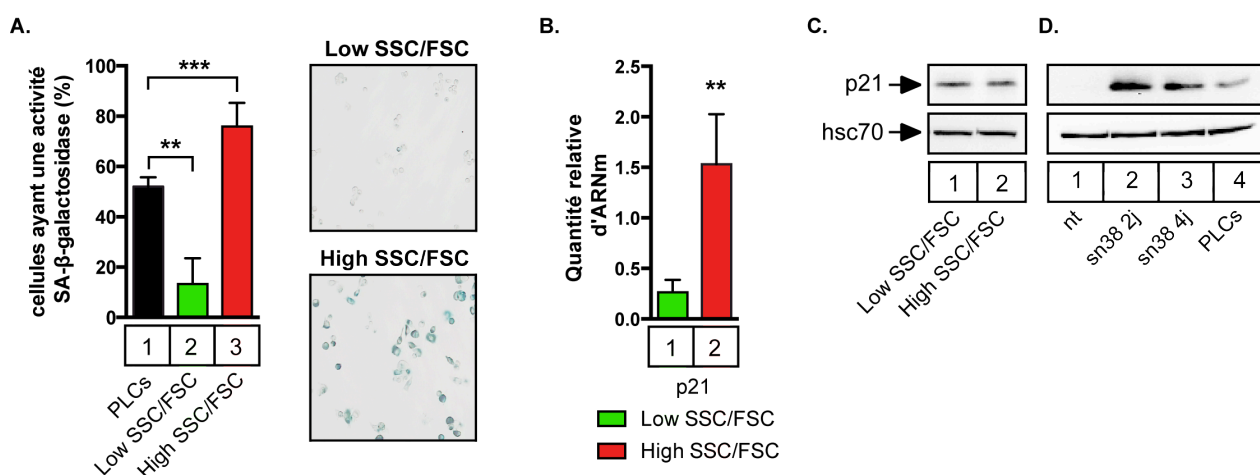 A.
cellules ayant une activité
SA-β-galactosidase (%)
100
80
60
40
20
0
***
**
1 2 3
PLCs
Low SSC/FSC
High SSC/FSC
Low SSC/FSC
High SSC/FSC
B.
Quantité relative
d'ARNm
2.5
2.0
1.5
1.0
0.5
0.0
**
1 2
p21
Low SSC/FSC
High SSC/FSC
C.
p21
hsc70
1 2
Low SSC/FSC
High SSC/FSC
D.
1 2 3 4
nt
sn38 2j
sn38 4j
PLCs